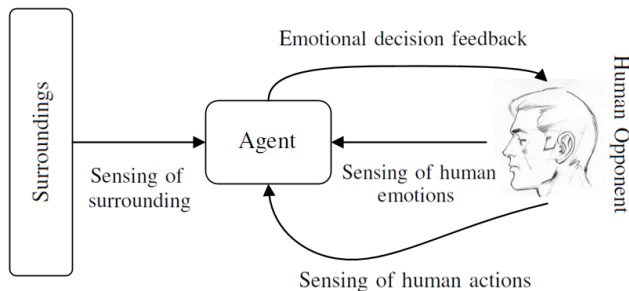 Emotional decision feedback
Surroundings
Agent
Human Opponent
Sensing of
surrounding
Sensing of human
emotions
Sensing of human actions